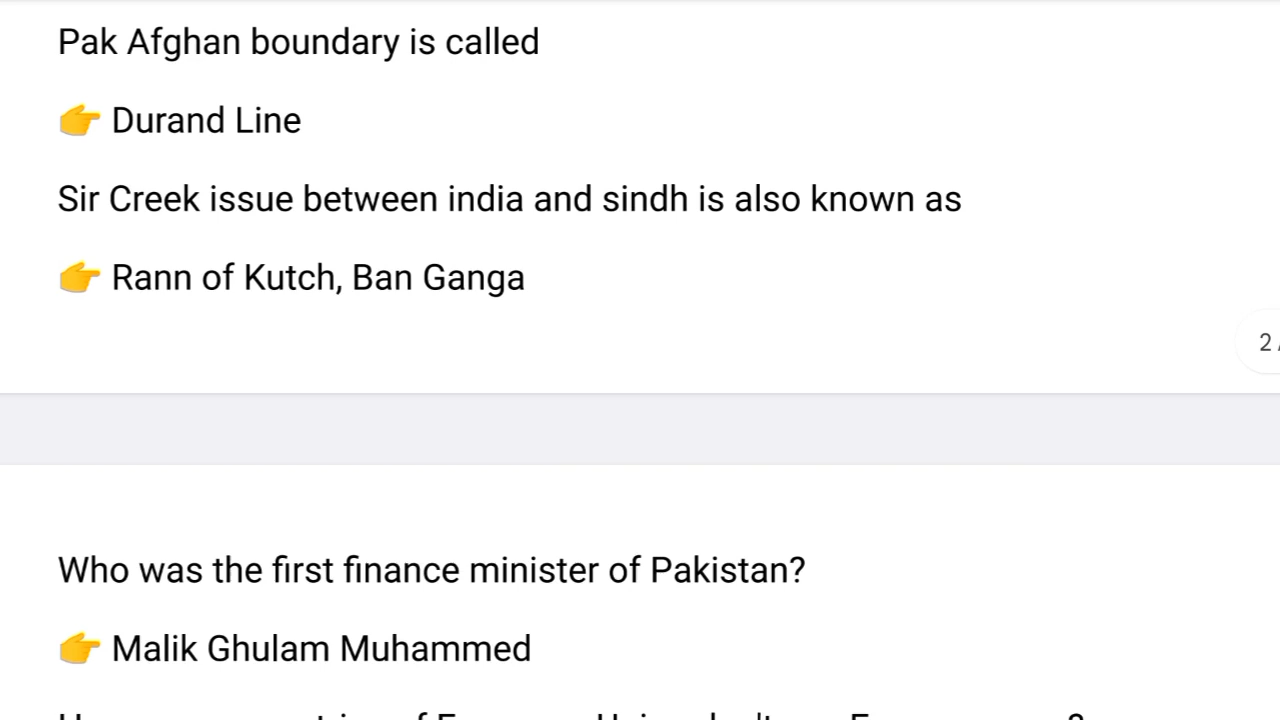 Pak Afghan boundary is called
👉 Durand Line
Sir Creek issue between india and sindh is also known as
👉 Rann of Kutch, Ban Ganga
2
Who was the first finance minister of Pakistan?
👉 Malik Ghulam Muhammed